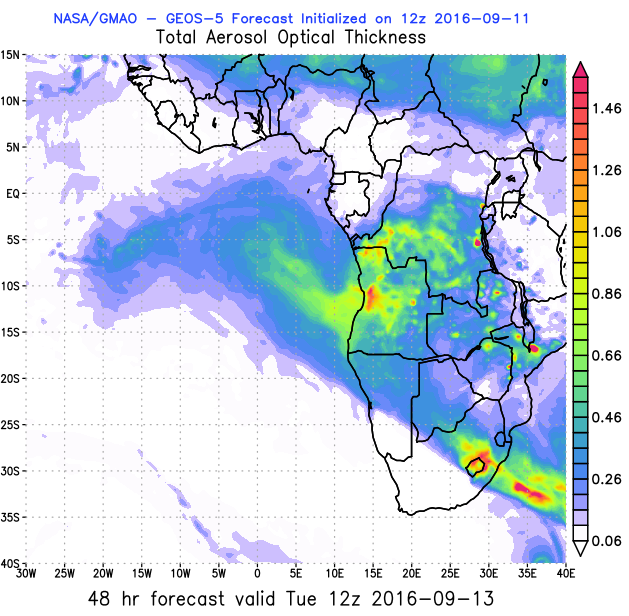 NASA/GMAO - GEOS-5 Forecast Initialized on 12z 2016-09-11
Total Aerosol Optical Thickness
15N
10N
5N
EQ
5S
10S
15S
20S
25S
30S
35S
40S
30W 25W 20W 15W 10W 5W 0 5E 10E 15E 20E 25E 30E 35E 40E
1.46
1.26
1.06
0.86
0.66
0.46
0.26
0.06
48 hr forecast valid Tue 12z 2016-09-13